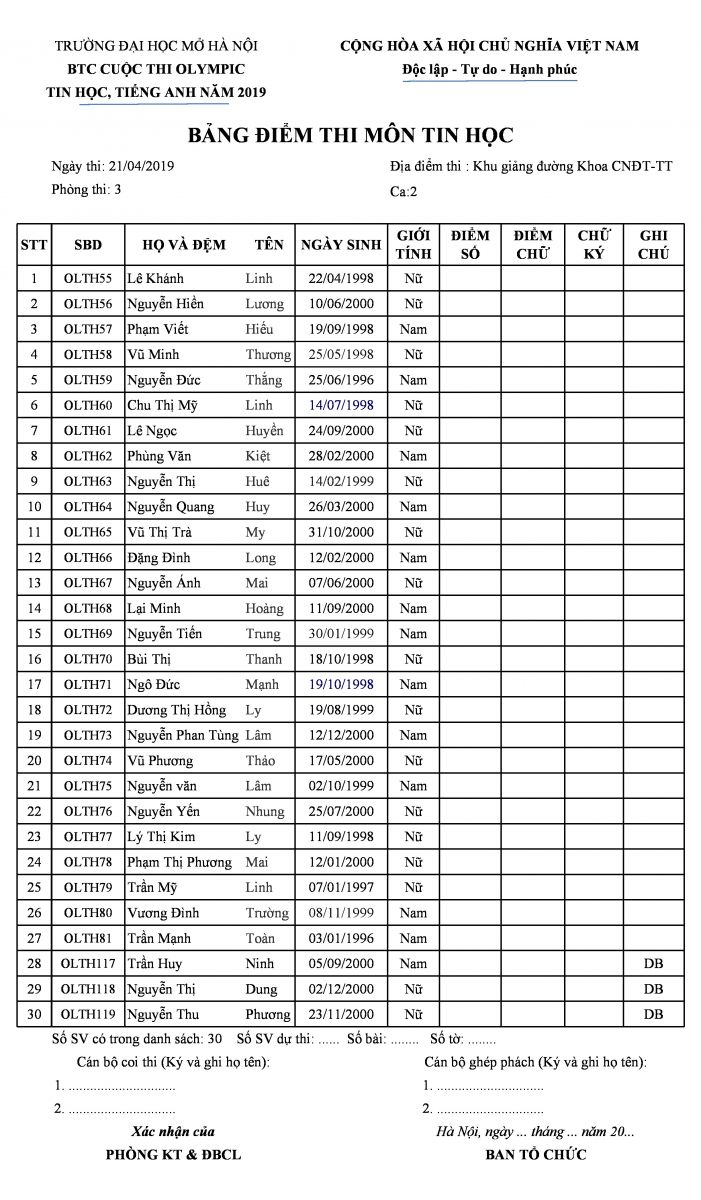 TRƯỜNG ĐẠI HỌC MỞ HÀ NỘI CỘNG HÒA XÃ HỘI CHỦ NGHĨA VIỆT NAM
BTC CUỘC THI OLYMPIC Độc lập - Tự do - Hạnh phúc
TIN HỌC, TIẾNG ANH NĂM 2019
BẢNG ĐIỂM THI MÔN TIN HỌC
Ngày thi: 21/04/2019 Địa điểm thi : Khu giảng đường Khoa CNĐT-TT
Phòng thi: 3 Ca:2
STT SBD HỌ VÀ ĐỆM TÊN NGÀY SINH GIỚI TÍNH ĐIỂM SỐ ĐIỂM CHỮ CHỮ KÝ GHI CHÚ
1 OLTH55 Lê Khánh Linh 22/04/1998 Nữ
2 OLTH56 Nguyễn Hiền Lương 10/06/2000 Nữ
3 OLTH57 Phạm Viết Hiếu 19/09/1998 Nam
4 OLTH58 Vũ Minh Thương 25/05/1998 Nữ
5 OLTH59 Nguyễn Đức Thắng 25/06/1996 Nam
6 OLTH60 Chu Thị Mỹ Linh 14/07/1998 Nữ
7 OLTH61 Lê Ngọc Huyền 24/09/2000 Nữ
8 OLTH62 Phùng Văn Kiệt 28/02/2000 Nam
9 OLTH63 Nguyễn Thị Huê 14/02/1999 Nữ
10 OLTH64 Nguyễn Quang Huy 26/03/2000 Nam
11 OLTH65 Vũ Thị Trà My 31/10/2000 Nữ
12 OLTH66 Đặng Đình Long 12/02/2000 Nam
13 OLTH67 Nguyễn Ánh Mai 07/06/2000 Nữ
14 OLTH68 Lại Minh Hoàng 11/09/2000 Nam
15 OLTH69 Nguyễn Tiến Trung 30/01/1999 Nam
16 OLTH70 Bùi Thị Thanh 18/10/1998 Nữ
17 OLTH71 Ngô Đức Mạnh 19/10/1998 Nam
18 OLTH72 Dương Thị Hồng Ly 19/08/1999 Nữ
19 OLTH73 Nguyễn Phan Tùng Lâm 12/12/2000 Nam
20 OLTH74 Vũ Phương Thảo 17/05/2000 Nữ
21 OLTH75 Nguyễn văn Lâm 02/10/1999 Nam
22 OLTH76 Nguyễn Yến Nhung 25/07/2000 Nữ
23 OLTH77 Lý Thị Kim Ly 11/09/1998 Nữ
24 OLTH78 Phạm Thị Phương Mai 12/01/2000 Nữ
25 OLTH79 Trần Mỹ Linh 07/01/1997 Nữ
26 OLTH80 Vương Đình Trường 08/11/1999 Nam
27 OLTH81 Trần Mạnh Toàn 03/01/1996 Nam
28 OLTH117 Trần Huy Ninh 05/09/2000 Nam DB
29 OLTH118 Nguyễn Thị Dung 02/12/2000 Nữ DB
30 OLTH119 Nguyễn Thu Phương 23/11/2000 Nữ DB
Số SV có trong danh sách: 30 Số SV dự thi: ...... Số bài: ........ Số tờ: ........
Cán bộ coi thi (Ký và ghi họ tên): Cán bộ ghép phách (Ký và ghi họ tên):
1. .............................. 1. ..............................
2. .............................. 2. ..............................
Xác nhận của Hà Nội, ngày ... tháng ... năm 20...
PHÒNG KT & ĐBCL BAN TỔ CHỨC